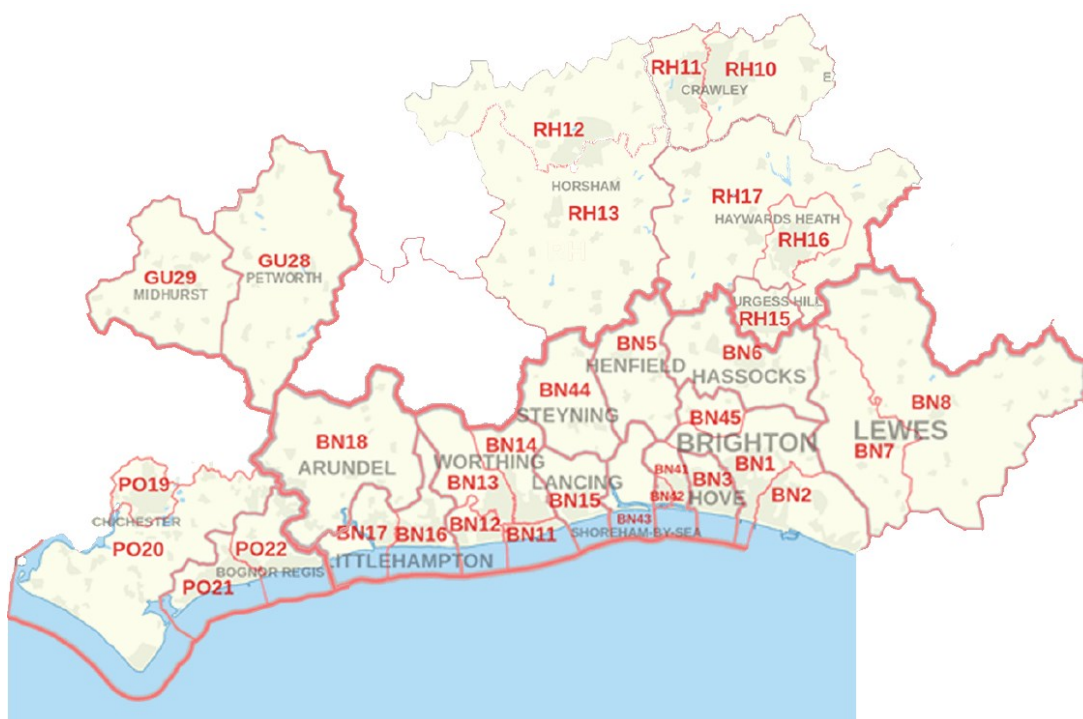 RH11
RH10
CRAWLEY
E
RH12
HORSHAM
RH13
RH17
HAYWARDS HEATH
RH16
RH
GU28
PETWORTH
GU29
MIDHURST
URGESS HILL
RH15
BN5
HENFIELD
BN6
HASSOCKS
BN44
STEYNING
BN45
BN8
LEWES
BN7
BRIGHTON
BN1
BN18
ARUNDEL
BN14
WORTHING
BN13
LANCING
BN15
BN41
BN42
BN3
HOVE
BN2
PO19
CHICHESTER
PO20
PO22
BOGNOR REGIS
PO21
BN17
BN16
BN12
BN11
BN43
SHOREHAM-BY-SEA
LITTLEHAMPTON